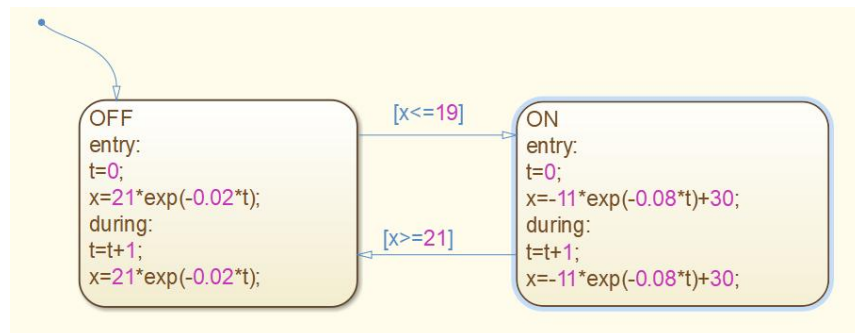 OFF
entry:
t=0;
x=21*exp(-0.02*t);
during:
t=t+1;
x=21*exp(-0.02*t);
[x<=19]
[x>=21]
ON
entry:
t=0;
x=-11*exp(-0.08*t)+30;
during:
t=t+1;
x=-11*exp(-0.08*t)+30;